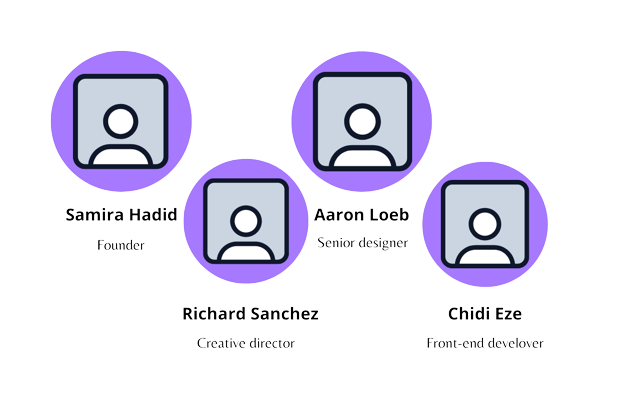 Samira Hadid
Founder
Aaron Loeb
Senior designer
Richard Sanchez
Creative director
Chidi Eze
Front-end develover